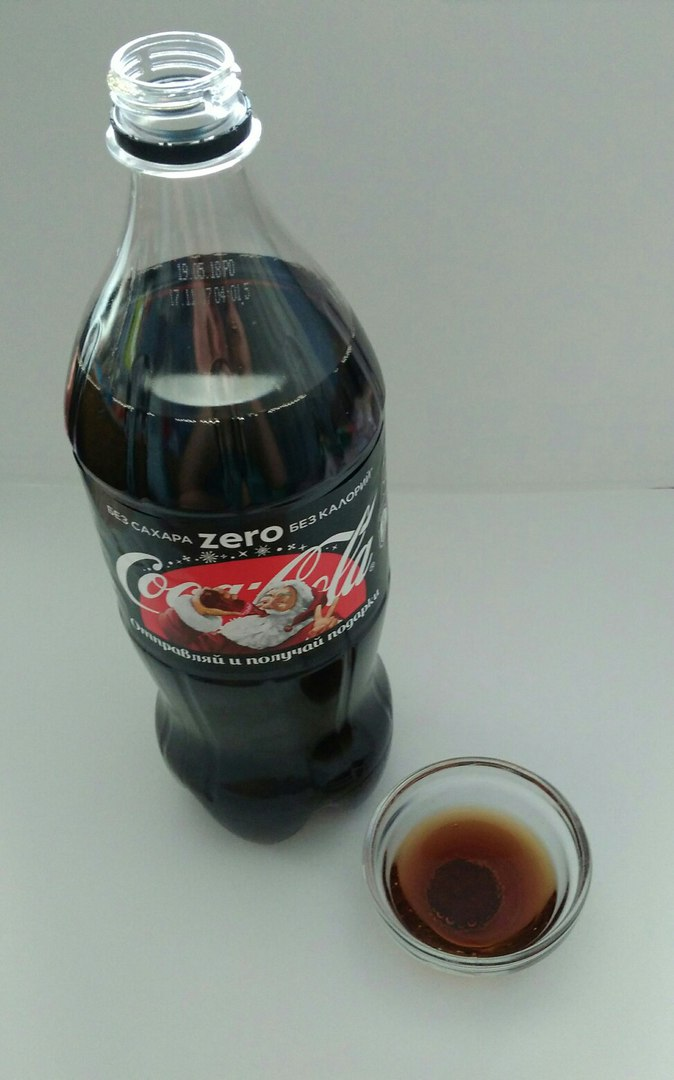 19.05.18PD
БЕЗ САХАРА zero БЕЗ КАЛОРИЙ
Coca-Cola
Отправляй и получай подарки